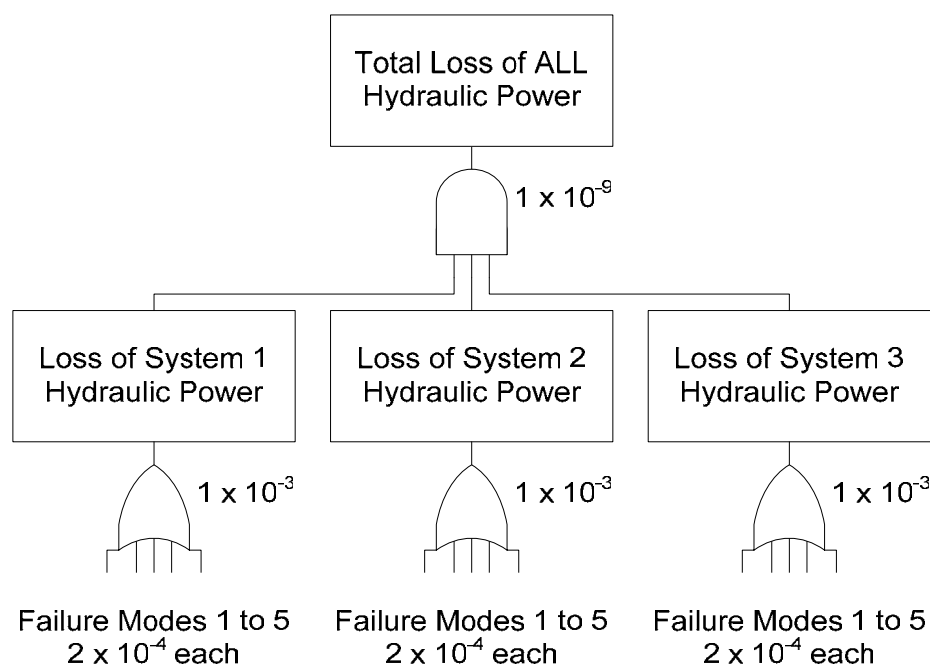 Total Loss of ALL
Hydraulic Power
1 x 10⁻⁹
Loss of System 1
Hydraulic Power
Loss of System 2
Hydraulic Power
Loss of System 3
Hydraulic Power
1 x 10⁻³
1 x 10⁻³
1 x 10⁻³
Failure Modes 1 to 5
2 x 10⁻⁴ each
Failure Modes 1 to 5
2 x 10⁻⁴ each
Failure Modes 1 to 5
2 x 10⁻⁴ each